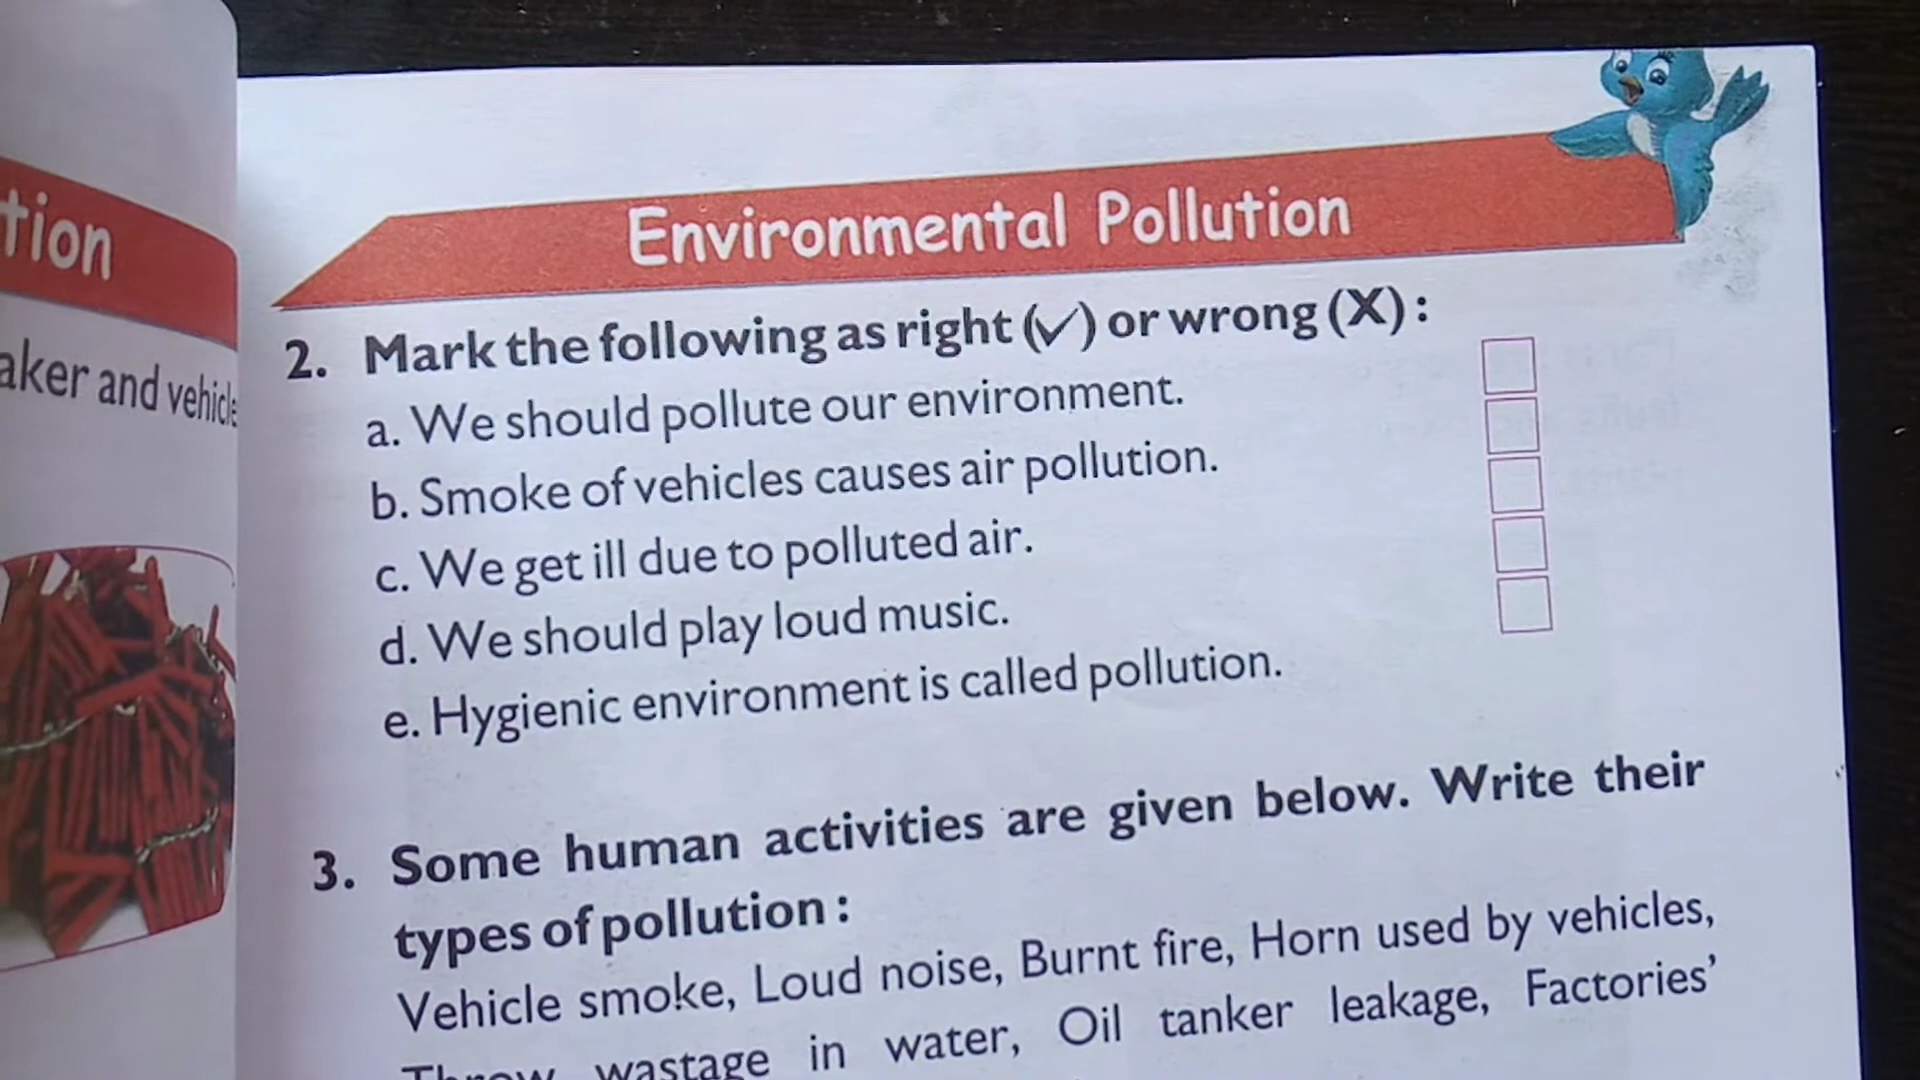 tion
aker and vehicle
Environmental Pollution
2. Mark the following as right (✓) or wrong (X) :
a. We should pollute our environment.
b. Smoke of vehicles causes air pollution.
c. We get ill due to polluted air.
d. We should play loud music.
e. Hygienic environment is called pollution.
3. Some human activities are given below. Write their
types of pollution :
Vehicle smoke, Loud noise, Burnt fire, Horn used by vehicles,
Throw wastage in water, Oil tanker leakage, Factories’